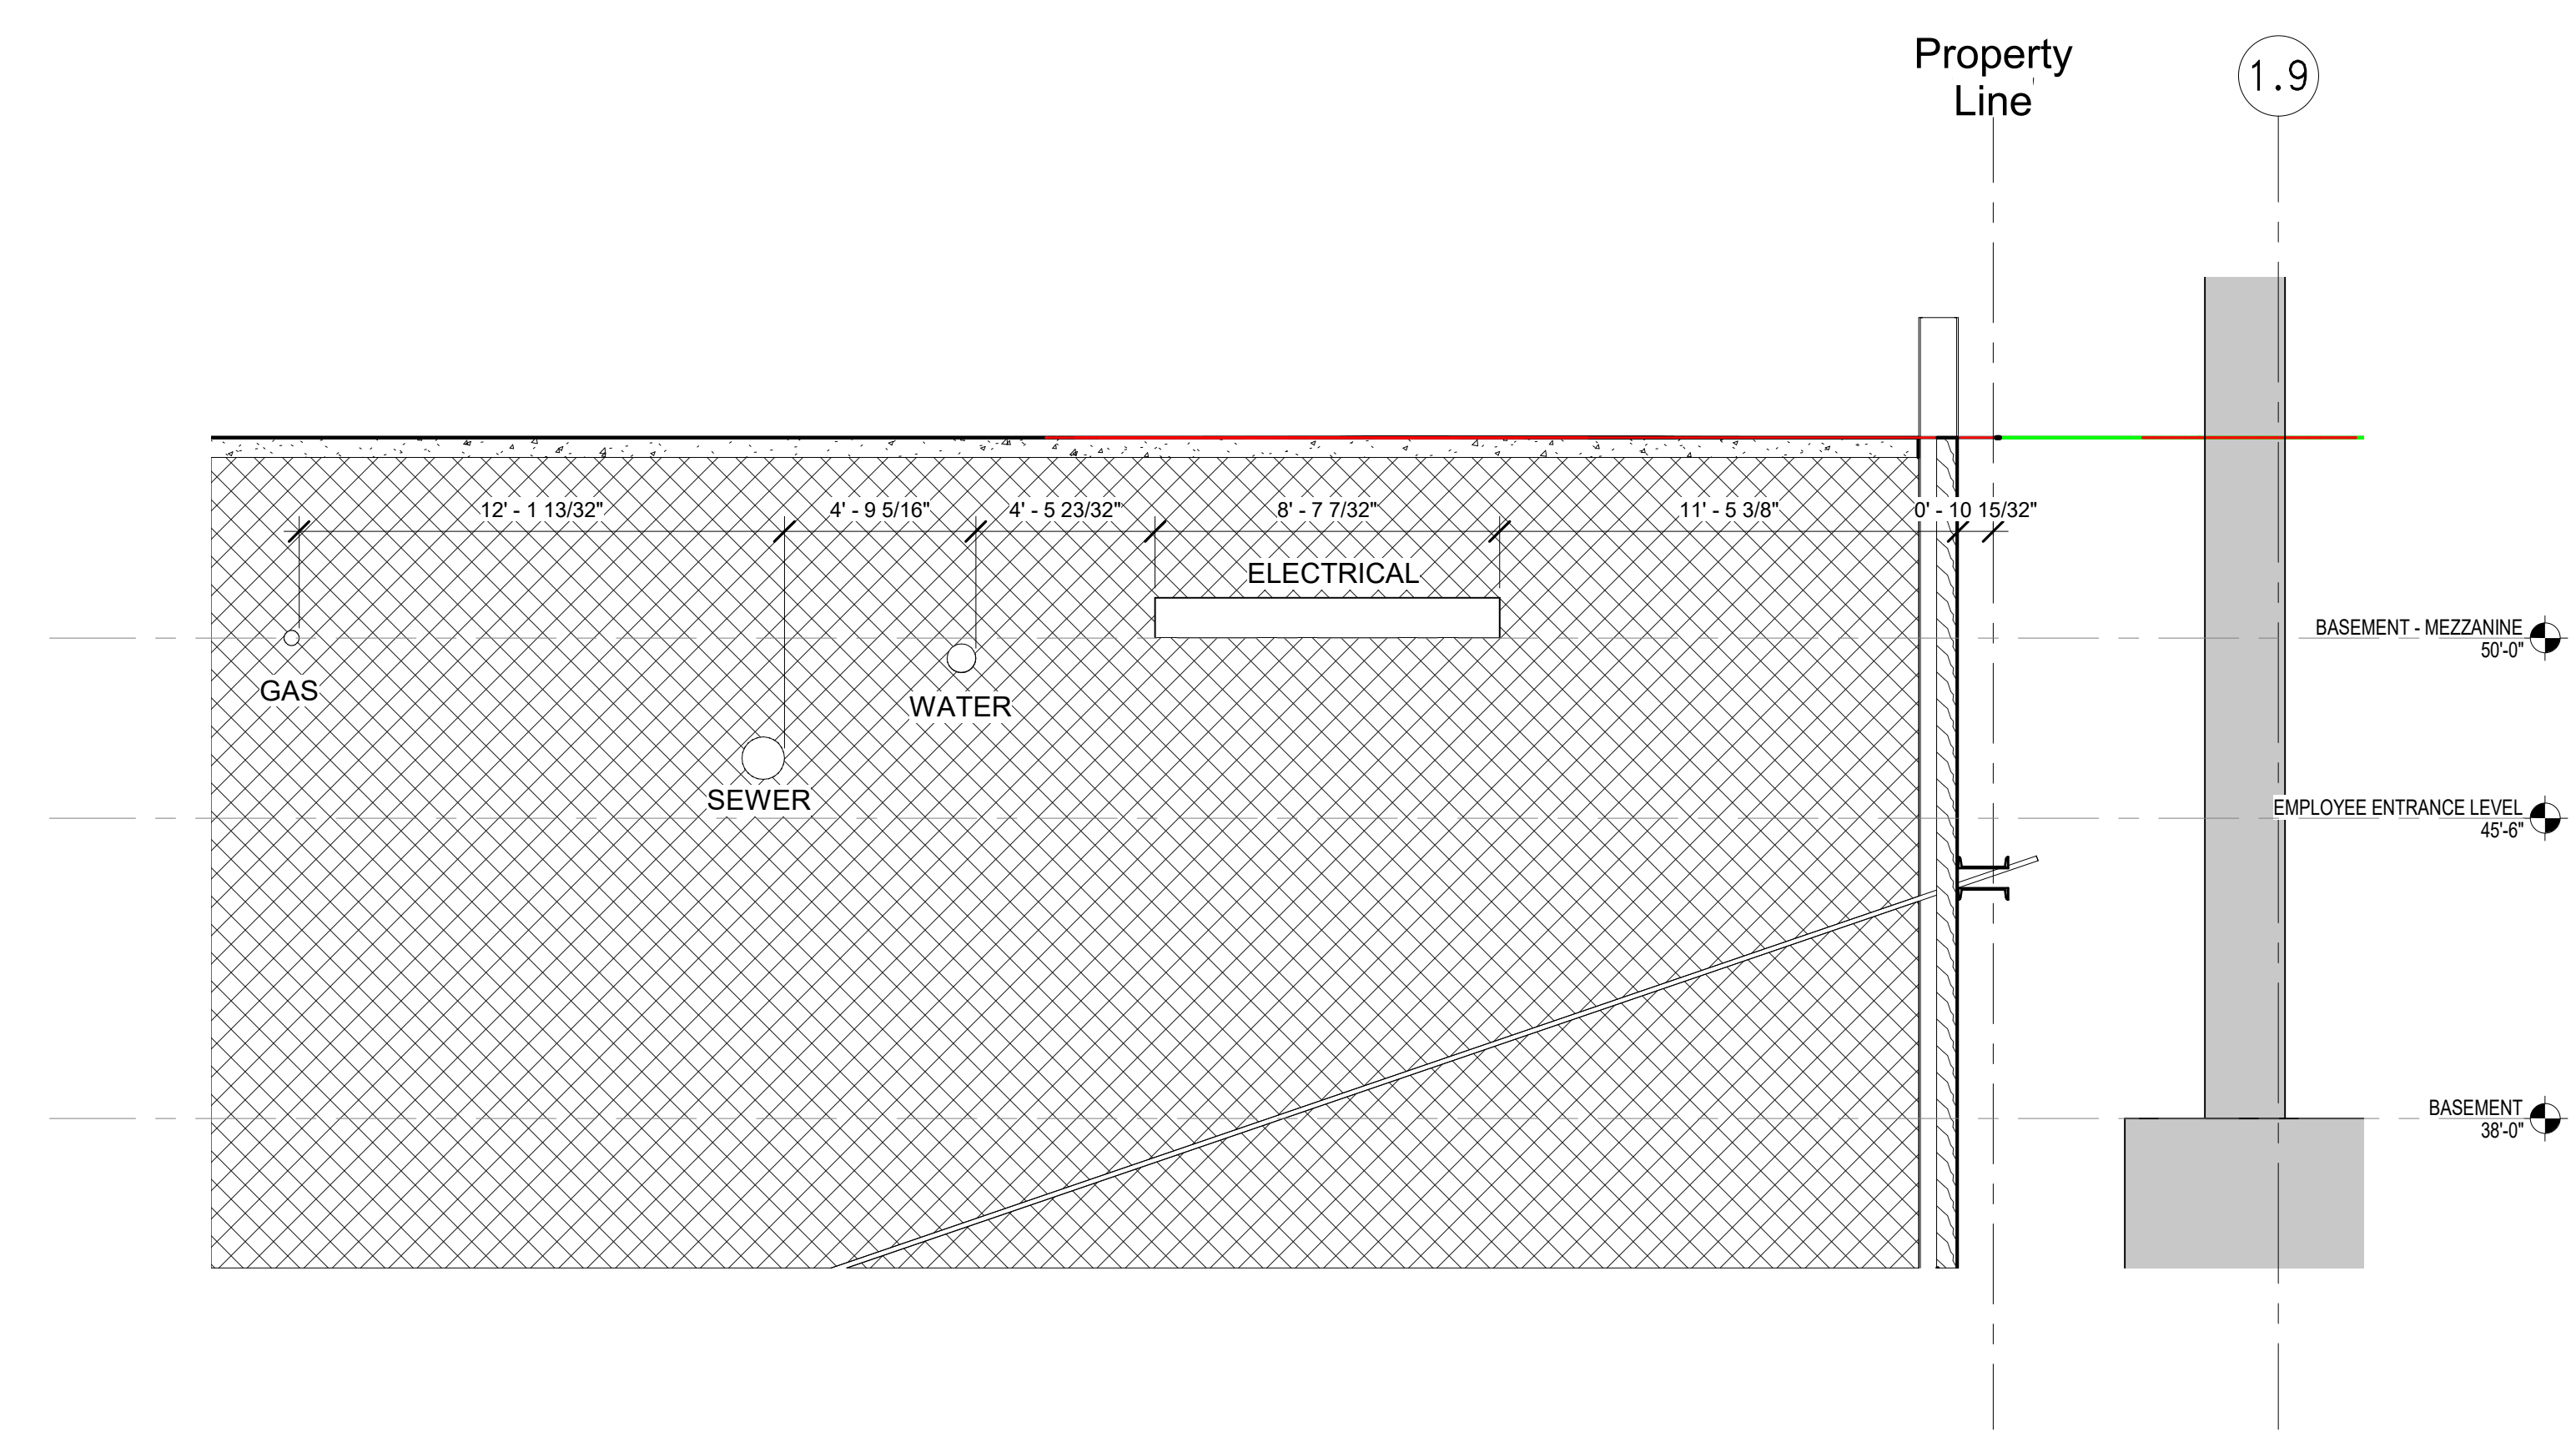 Property
Line
1.9
12' - 1 13/32"
4' - 9 5/16"
4' - 5 23/32"
8' - 7 7/32"
11' - 5 3/8"
0' - 10 15/32"
ELECTRICAL
BASEMENT - MEZZANINE
50'-0"
GAS
WATER
SEWER
EMPLOYEE ENTRANCE LEVEL
45'-6"
BASEMENT
38'-0"